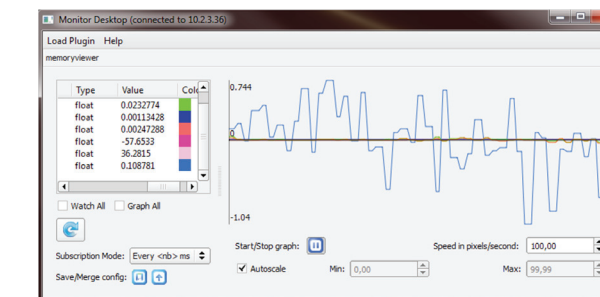 Monitor Desktop (connected to 10.2.3.36)
Load Plugin Help
memoryviewer
Type Value Colo
float 0.0232774
float 0.00113428
float 0.00247288
float -57.6533
float 36.2815
float 0.108781
Watch All Graph All
Subscription Mode: Every <nb> ms
Save/Merge config:
0.744
0
-1.04
Start/Stop graph: Speed in pixels/second: 100,00
Autoscale Min: 0,00 Max: 99,99